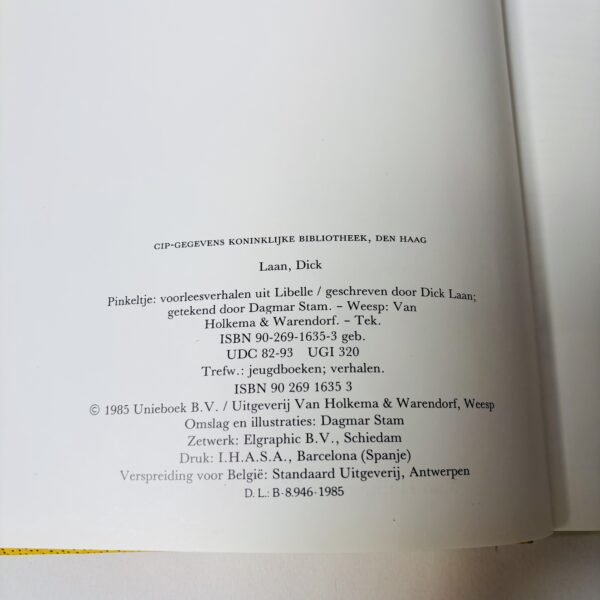 CIP-GEGEVENS KONINKLIJKE BIBLIOTHEEK, DEN HAAG
Laan, Dick
Pinkeltje: voorleesverhalen uit Libelle / geschreven door Dick Laan;
getekend door Dagmar Stam. – Weesp: Van
Holkema & Warendorf. – Tek.
ISBN 90-269-1635-3 geb.
UDC 82-93 UGI 320
Trefw.: jeugdboeken; verhalen.
ISBN 90 269 1635 3
© 1985 Unieboek B.V. / Uitgeverij Van Holkema & Warendorf, Weesp
Omslag en illustraties: Dagmar Stam
Zetwerk: Elgraphic B.V., Schiedam
Druk: I.H.A.S.A., Barcelona (Spanje)
Verspreiding voor België: Standaard Uitgeverij, Antwerpen
D.L.: B-8.946-1985